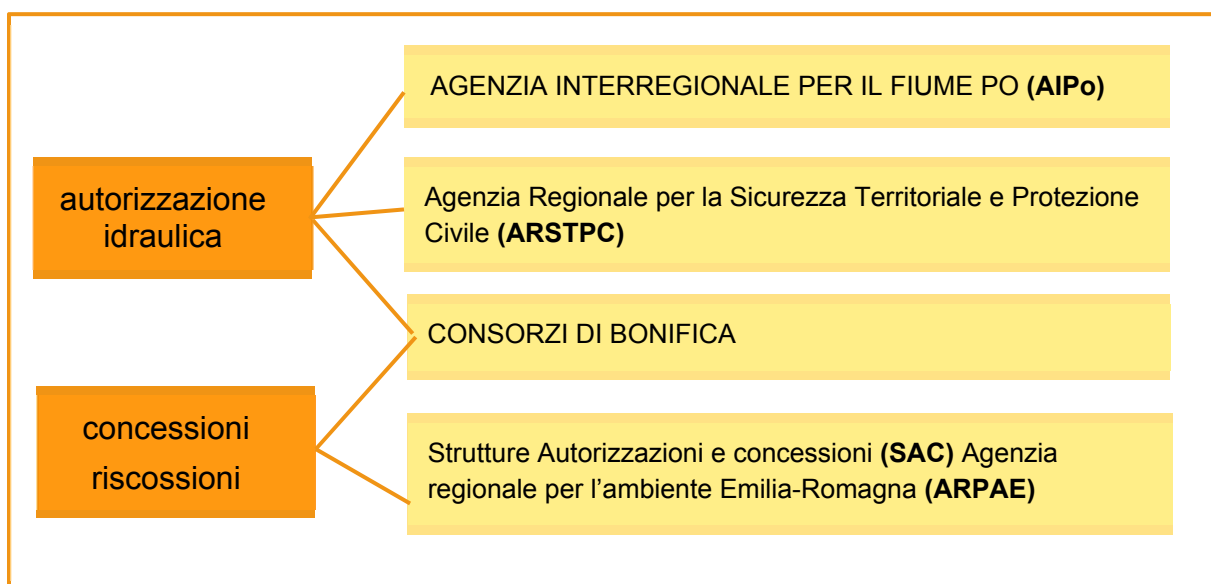 AGENZIA INTERREGIONALE PER IL FIUME PO (AIPo)
autorizzazione
idraulica
Agenzia Regionale per la Sicurezza Territoriale e Protezione
Civile (ARSTPC)
CONSORZI DI BONIFICA
concessioni
riscossioni
Strutture Autorizzazioni e concessioni (SAC) Agenzia
regionale per l’ambiente Emilia-Romagna (ARPAE)